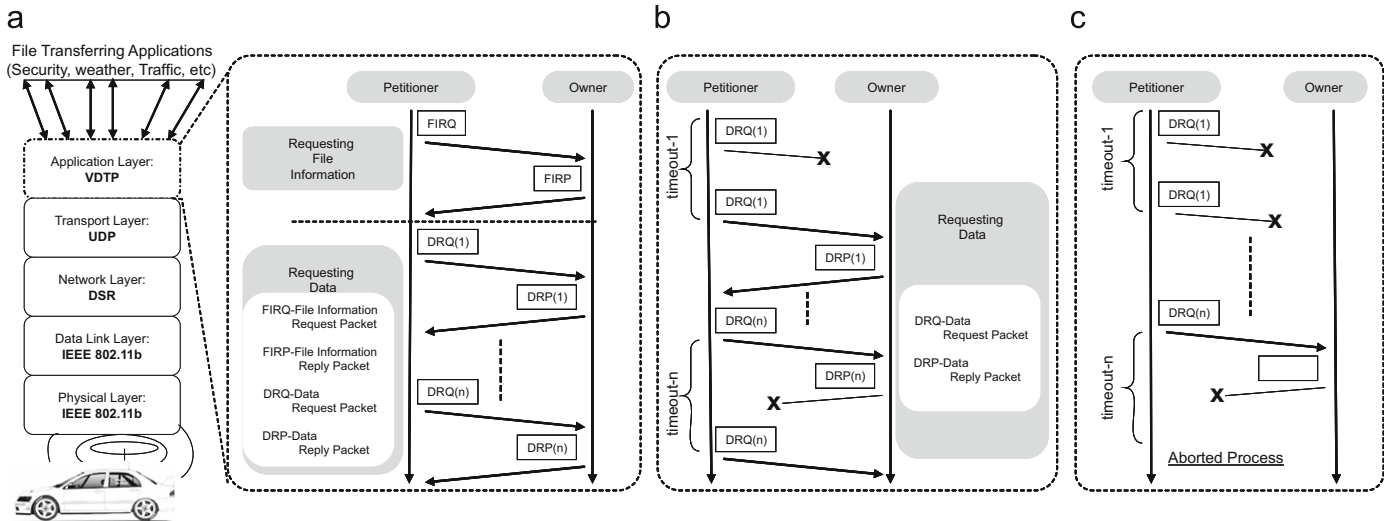 a
File Transferring Applications
(Security, weather, Traffic, etc)
Application Layer:
VDTP
Transport Layer:
UDP
Network Layer:
DSR
Data Link Layer:
IEEE 802.11b
Physical Layer:
IEEE 802.11b
Petitioner
Owner
FIRQ
Requesting
File
Information
FIRP
DRQ(1)
Requesting
Data
DRP(1)
FIRQ-File Information
Request Packet
FIRP-File Information
Reply Packet
DRQ-Data
Request Packet
DRP-Data
Reply Packet
DRQ(n)
DRP(n)
b
Petitioner
Owner
timeout-1
DRQ(1)
X
DRQ(1)
Requesting
Data
DRP(1)
DRQ(n)
DRQ-Data
Request Packet
DRP-Data
Reply Packet
timeout-n
DRP(n)
X
DRQ(n)
c
Petitioner
Owner
timeout-1
DRQ(1)
X
DRQ(1)
X
DRQ(n)
timeout-n
X
Aborted Process